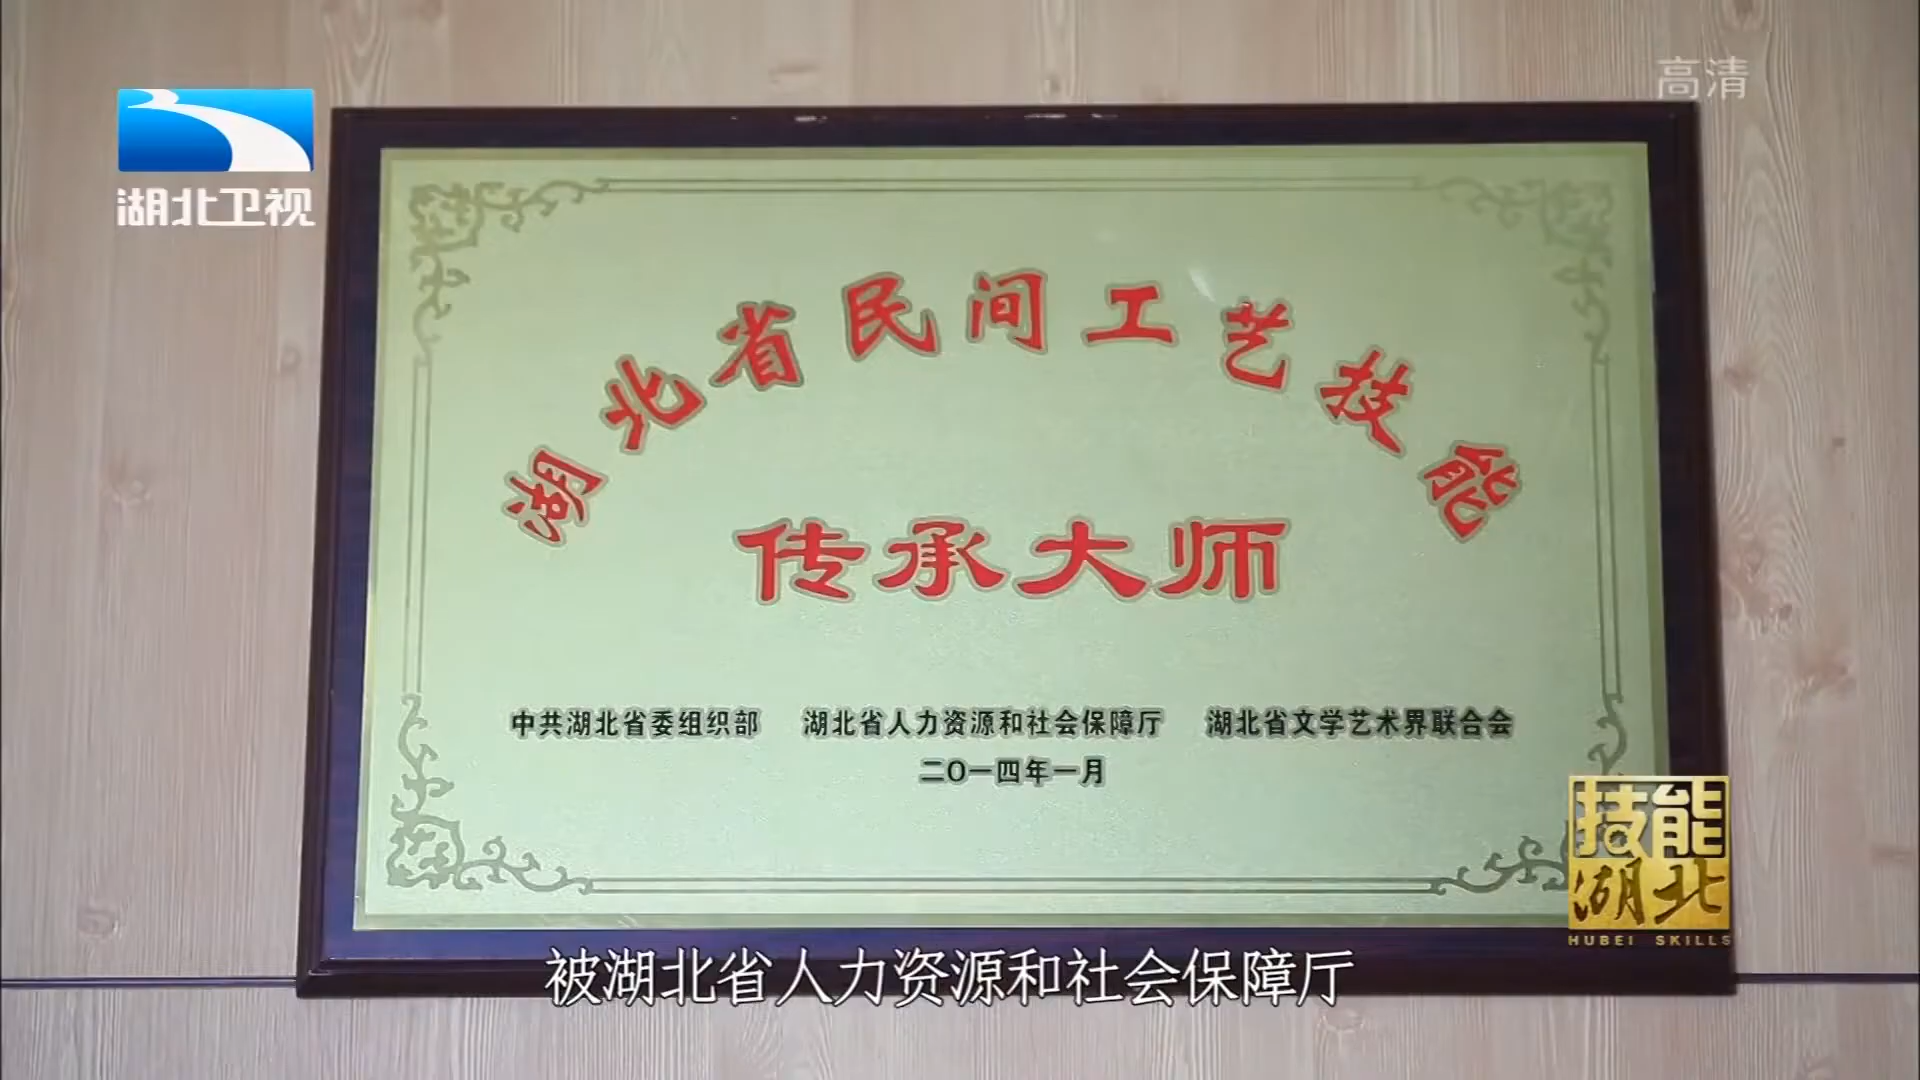 高清
湖北卫视
湖北省民间工艺技能
传承大师
中共湖北省委组织部 湖北省人力资源和社会保障厅 湖北省文学艺术界联合会
二〇一四年一月
技能
湖北
HUBEI SKILLS
被湖北省人力资源和社会保障厅